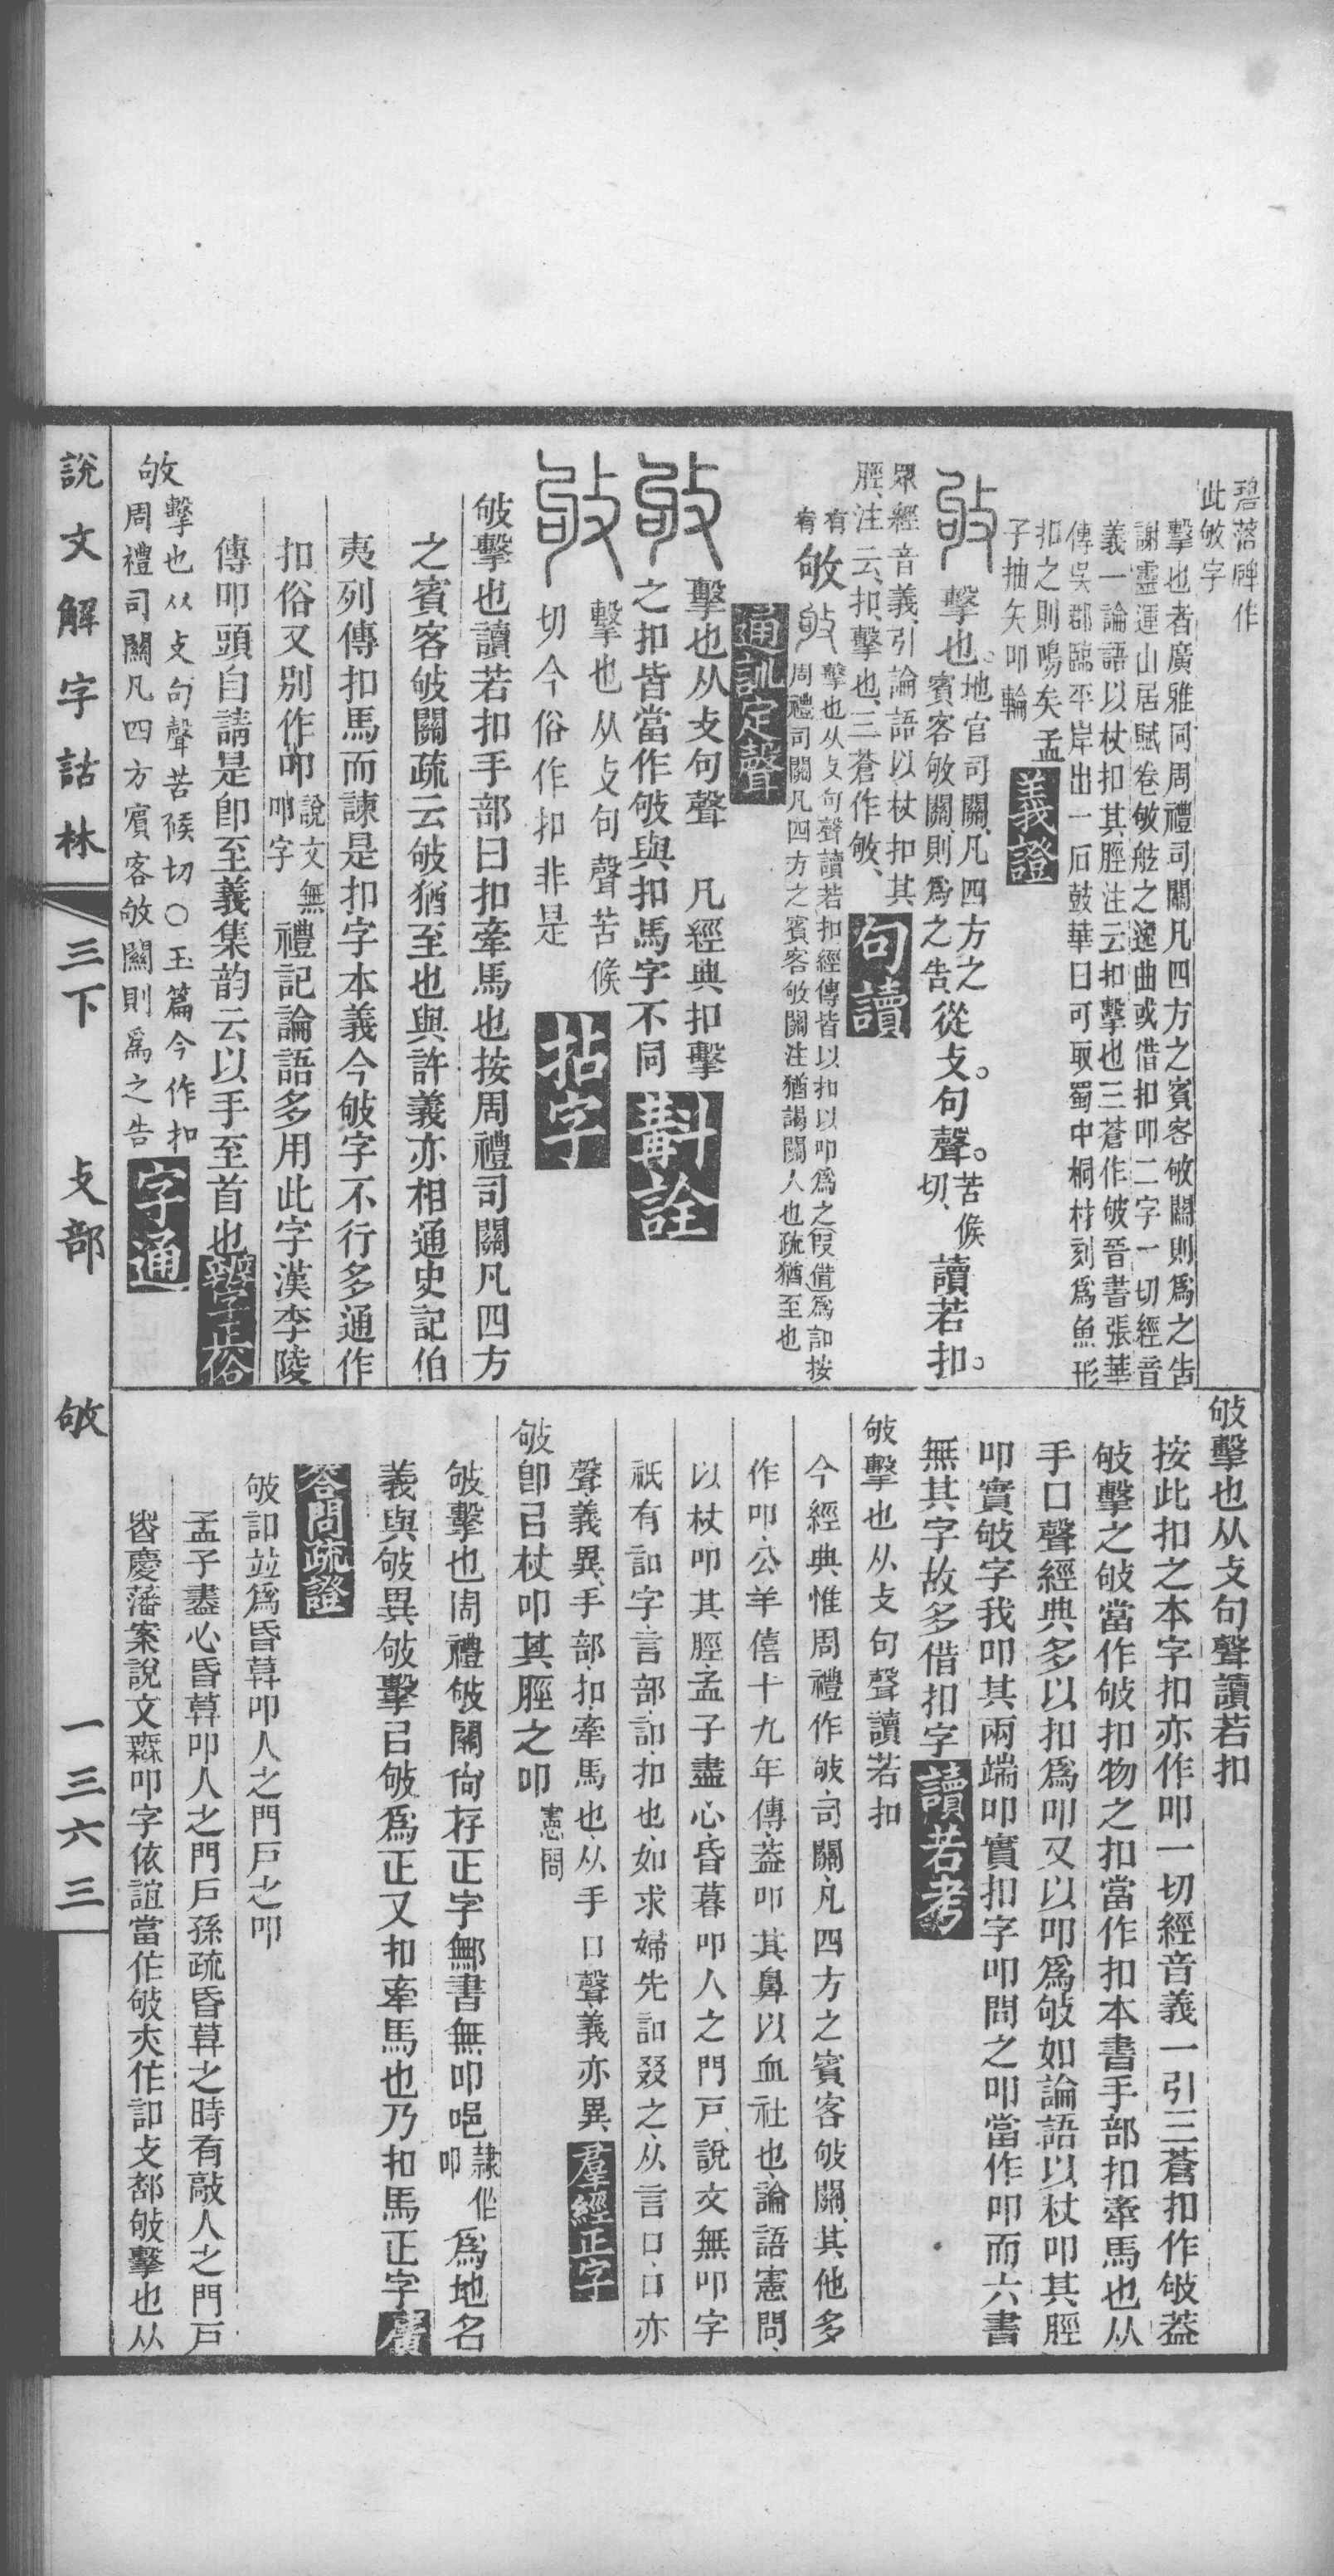 碧落碑作
此敂字
擊也者廣雅同周禮司關凡四方之賓客敂關則爲之告
謝靈運山居賦卷敂舷之逸曲或借扣叩二字一切經音
義一論語以杖扣其脛注云扣擊也三蒼作敂晉書張華
傳吳郡臨平岸出一石鼓華曰可取蜀中桐材刻爲魚形
扣之則鳴矣孟
子抽矢叩輪
義證
擊也。地官司關、凡四方之
賓客敂關、則爲之告、
從攴。句聲。苦候切、讀若扣。
眾經音義、引論語以杖扣其
脛、注云、扣、擊也、三蒼作敂、
句讀
敂
擊也从攴句聲讀若扣經傳皆以扣以叩爲之假借爲訽按
周禮司關凡四方之賓客敂關注猶謁關人也疏猶至也
通訓定聲
擊也从攴句聲 凡經典扣擊
之扣皆當作敂與扣馬字不同
斠詮
擊也从攴句聲苦候
切今俗作扣非是
拈字
敂擊也讀若扣手部曰扣牽馬也按周禮司關凡四方
之賓客敂關疏云敂猶至也與許義亦相通史記伯
夷列傳扣馬而諫是扣字本義今敂字不行多通作
扣俗又別作叩說文無叩字禮記論語多用此字漢李陵
傳叩頭自請是卽至義集韵云以手至首也
辨字正俗
敂
擊也从攴句聲苦候切○玉篇今作扣
周禮司關凡四方賓客敂關則爲之告
字通
敂擊也从攴句聲讀若扣
按此扣之本字扣亦作叩一切經音義一引三蒼扣作敂葢
敂擊之敂當作敂扣物之扣當作扣本書手部扣牽馬也从
手口聲經典多以扣爲叩又以叩爲敂如論語以杖叩其脛
叩實敂字我叩其兩端叩實扣字叩問之叩當作叩而六書
無其字故多借扣字
讀若考
敂擊也从攴句聲讀若扣
今經典惟周禮作敂、司關、凡四方之賓客敂關、其他多
作叩、公羊僖十九年傳、葢叩其鼻以血社也、論語憲問、
以杖叩其脛、孟子盡心、昏暮叩人之門戸、說文無叩字
祇有訆字、言部、訆、扣也、如求婦先訆叕之、从言口、口亦
聲、義異、手部、扣、牽馬也、从手口聲、義亦異、
羣經正字
敂卽㠯杖叩其脛之叩憲問
敂擊也周禮敂關尙存正字鄦書無叩唈隸作叩爲地名
義與敂異敂擊㠯敂爲正又扣牽馬也乃扣馬正字
廣
答問疏證
敂訆竝爲昏暮叩人之門戸之叩
孟子盡心昏暮叩人之門戸孫疏昏暮之時有敲人之門戸
者慶藩案說文無叩字依誼當作敂亦作訆攴部敂擊也从
說文解字詁林
三下
攴部
敂
一三六三